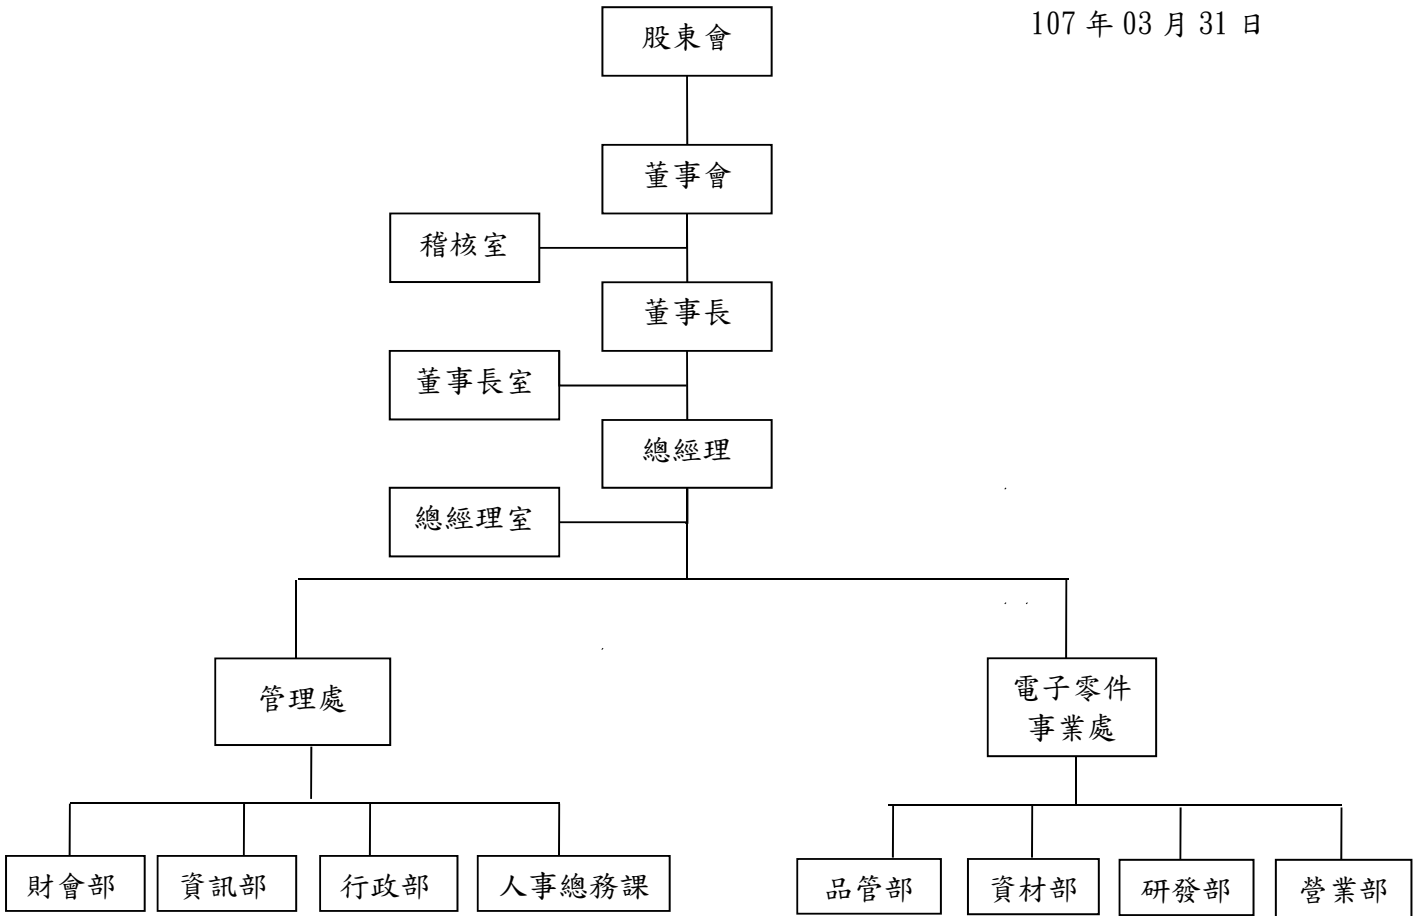 107 年 03 月 31 日
股東會
董事會
稽核室
董事長
董事長室
總經理
總經理室
管理處
電子零件
事業處
財會部
資訊部
行政部
人事總務課
品管部
資材部
研發部
營業部